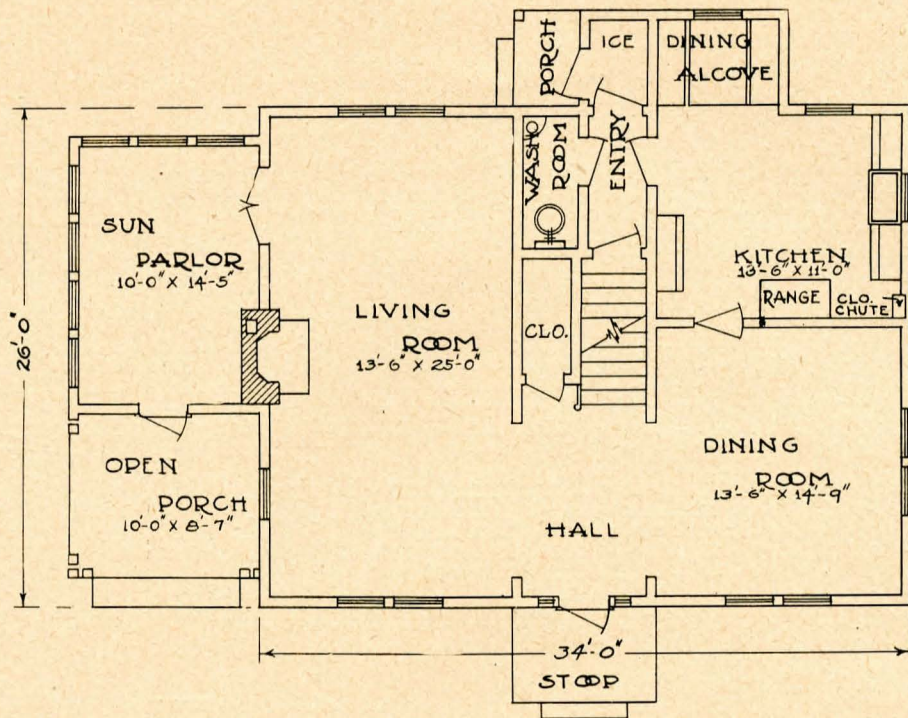 PORCH
ICE
DINING
ALCOVE
WASH
ROOM
ENTRY
SUN
PARLOR
10'-0" X 14'-5"
LIVING
ROOM
13'-6" X 25'-0"
CLO.
KITCHEN
13'-6" X 11'-0"
RANGE
CLO.
CHUTE
26'-0"
OPEN
PORCH
10'-0" X 8'-7"
HALL
DINING
ROOM
13'-6" X 14'-9"
34'-0"
STOOP